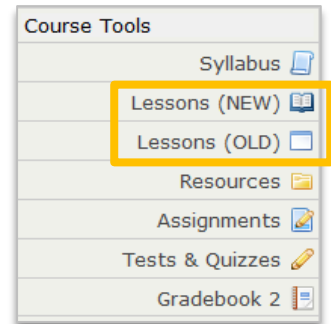 Course Tools
Syllabus
Lessons (NEW)
Lessons (OLD)
Resources
Assignments
Tests & Quizzes
Gradebook 2